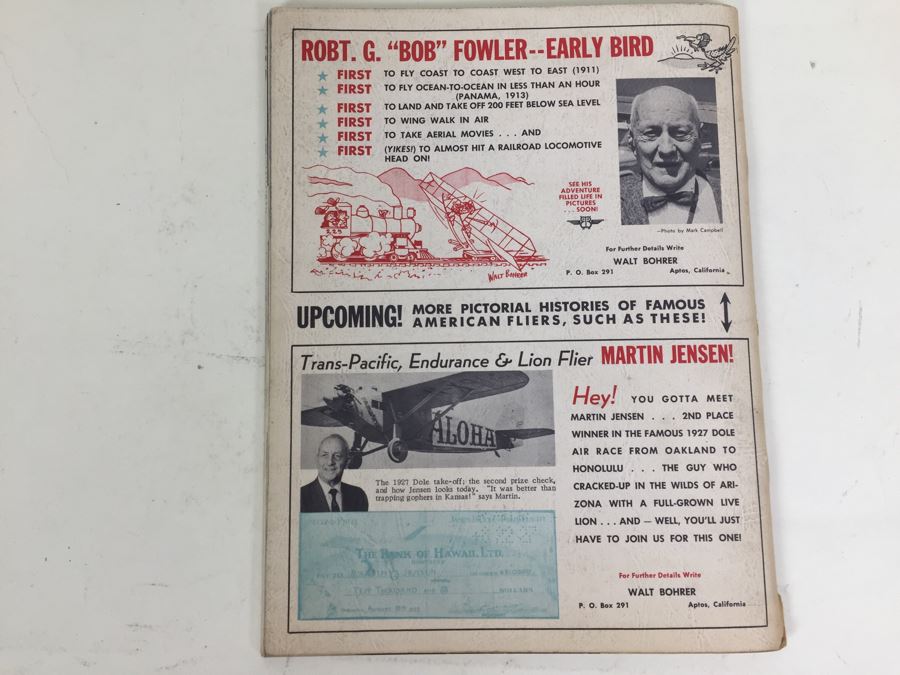 ROBT. G. "BOB" FOWLER--EARLY BIRD
FIRST TO FLY COAST TO COAST WEST TO EAST (1911)
FIRST TO FLY OCEAN-TO-OCEAN IN LESS THAN AN HOUR
(PANAMA, 1913)
FIRST TO LAND AND TAKE OFF 200 FEET BELOW SEA LEVEL
FIRST TO WING WALK IN AIR
FIRST TO TAKE AERIAL MOVIES . . . AND
FIRST (YIKES!) TO ALMOST HIT A RAILROAD LOCOMOTIVE
HEAD ON!
SEE HIS
ADVENTURE
FILLED LIFE IN
PICTURES
. . . SOON!
WALT BOHRER
—Photo by Mark Campbell
For Further Details Write
WALT BOHRER
P. O. Box 291 Aptos, California
UPCOMING! MORE PICTORIAL HISTORIES OF FAMOUS
AMERICAN FLIERS, SUCH AS THESE!
Trans-Pacific, Endurance & Lion Flier MARTIN JENSEN!
ALOHA
The 1927 Dole take-off; the second prize check,
and how Jensen looks today. "It was better than
trapping gophers in Kansas!" says Martin.
THE BANK OF HAWAII, LTD.
TEN THOUSAND
DOLLARS
Hey! YOU GOTTA MEET
MARTIN JENSEN . . . 2ND PLACE
WINNER IN THE FAMOUS 1927 DOLE
AIR RACE FROM OAKLAND TO
HONOLULU . . . THE GUY WHO
CRACKED-UP IN THE WILDS OF ARI-
ZONA WITH A FULL-GROWN LIVE
LION . . . AND — WELL, YOU'LL JUST
HAVE TO JOIN US FOR THIS ONE!
For Further Details Write
WALT BOHRER
P. O. Box 291 Aptos, California